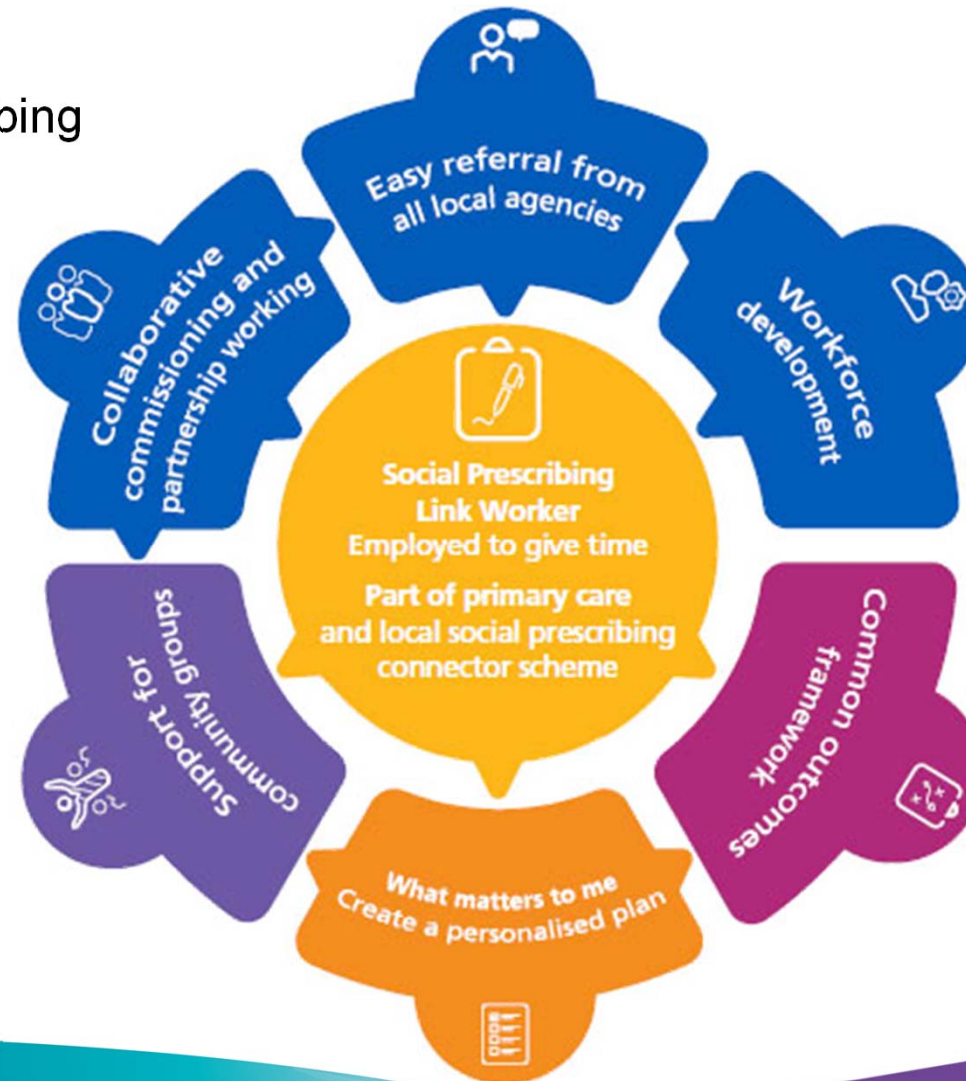 Easy referral from
all local agencies
Collaborative
commissioning and
partnership working
Workforce
development
Social Prescribing
Link Worker
Employed to give time
Part of primary care
and local social prescribing
connector scheme
Support for
community groups
Common outcomes
framework
What matters to me
Create a personalised plan